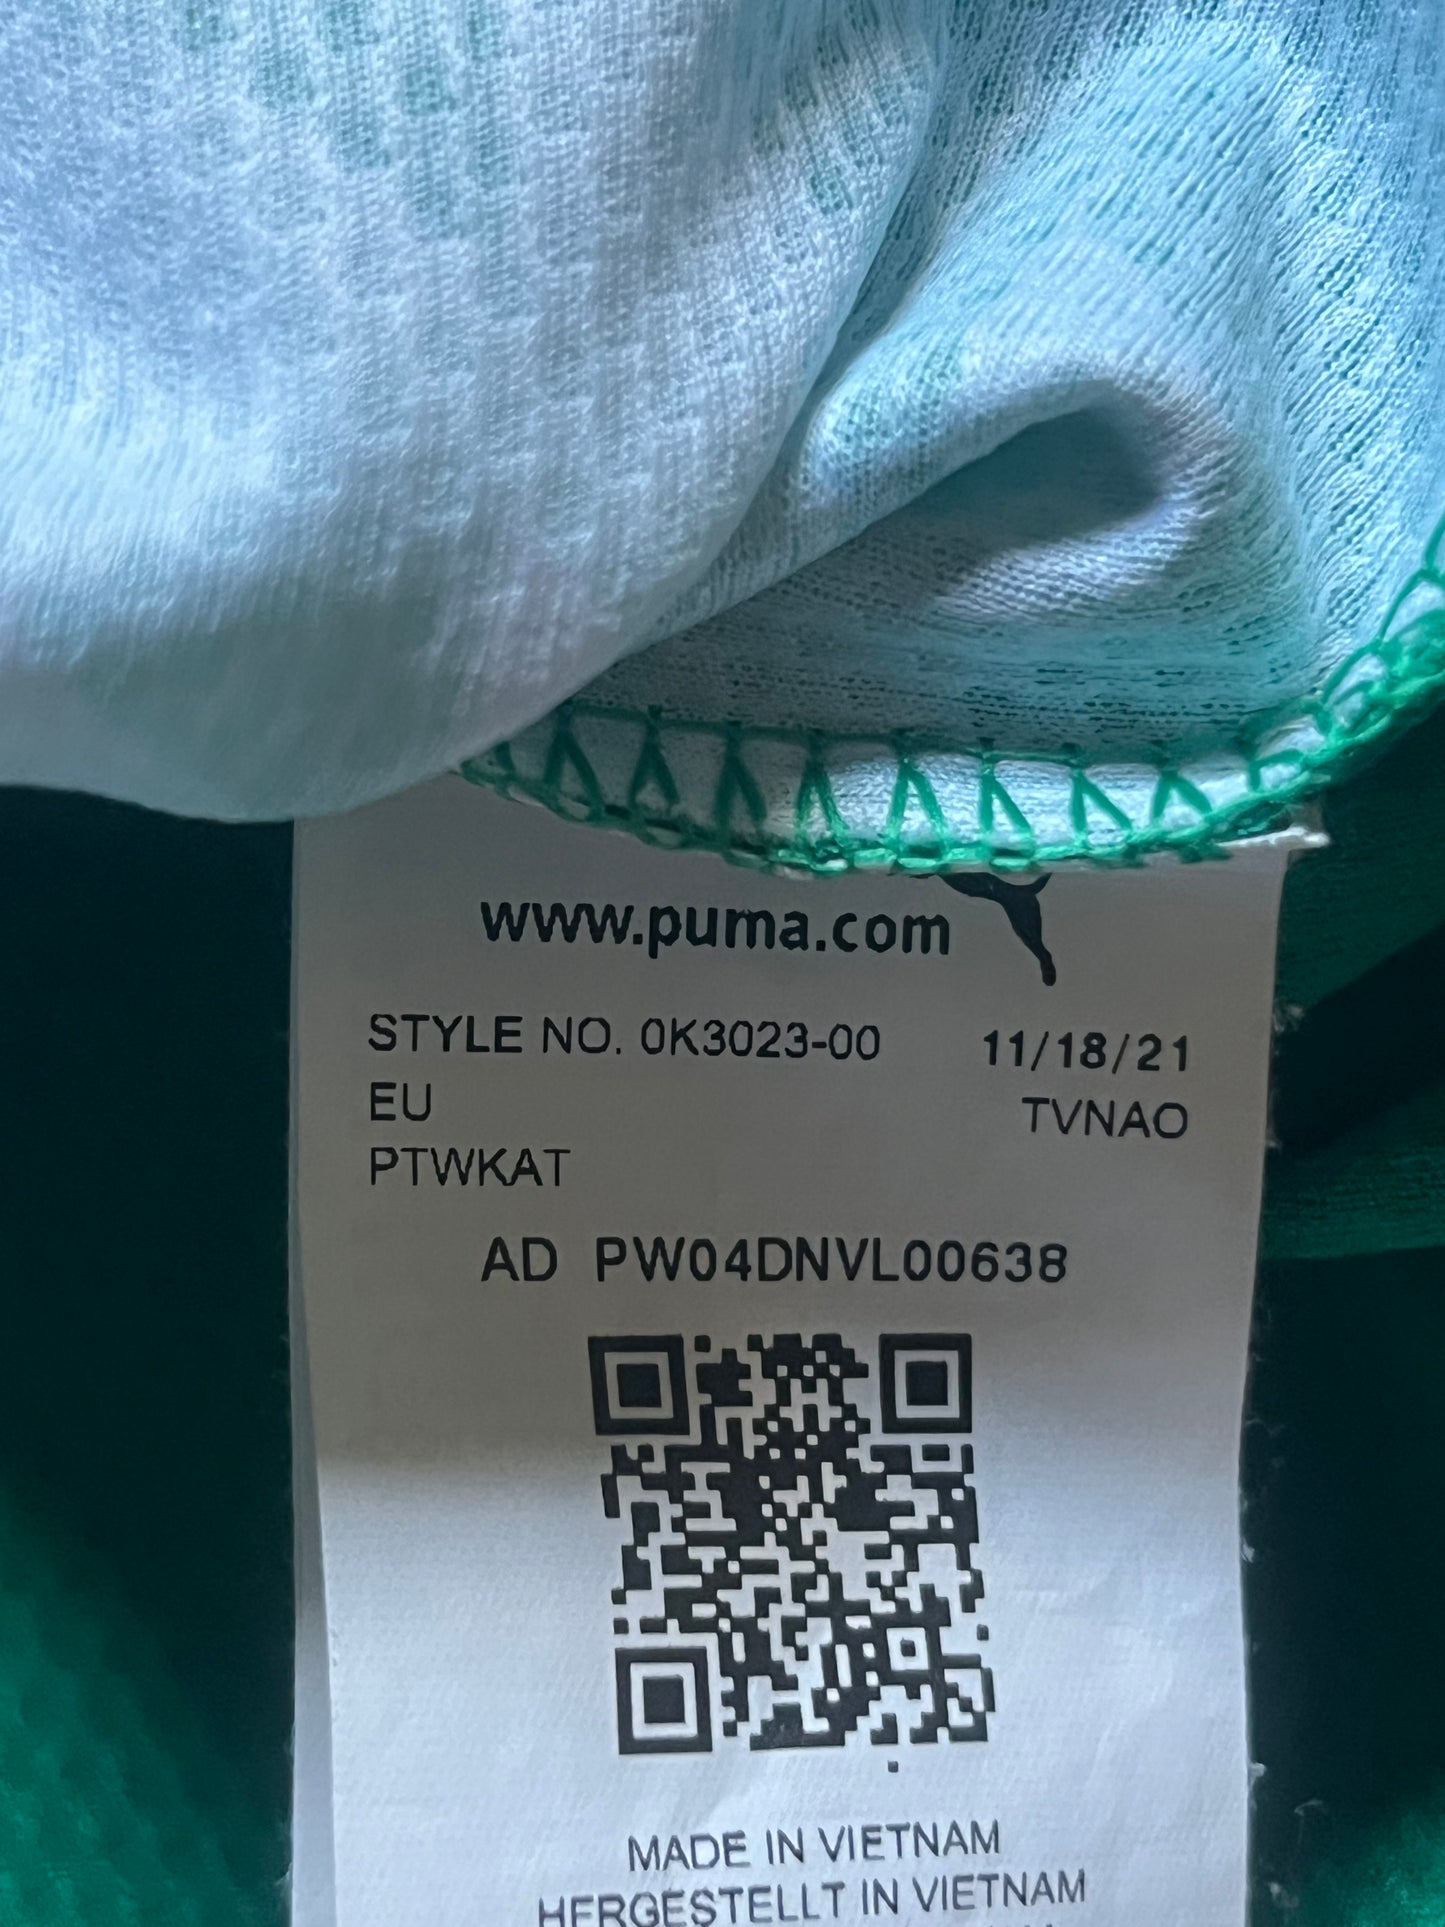 www.puma.com
STYLE NO. 0K3023-00 11/18/21
EU TVNAO
PTWKAT
AD PW04DNVL00638
MADE IN VIETNAM
HERGESTELLT IN VIETNAM